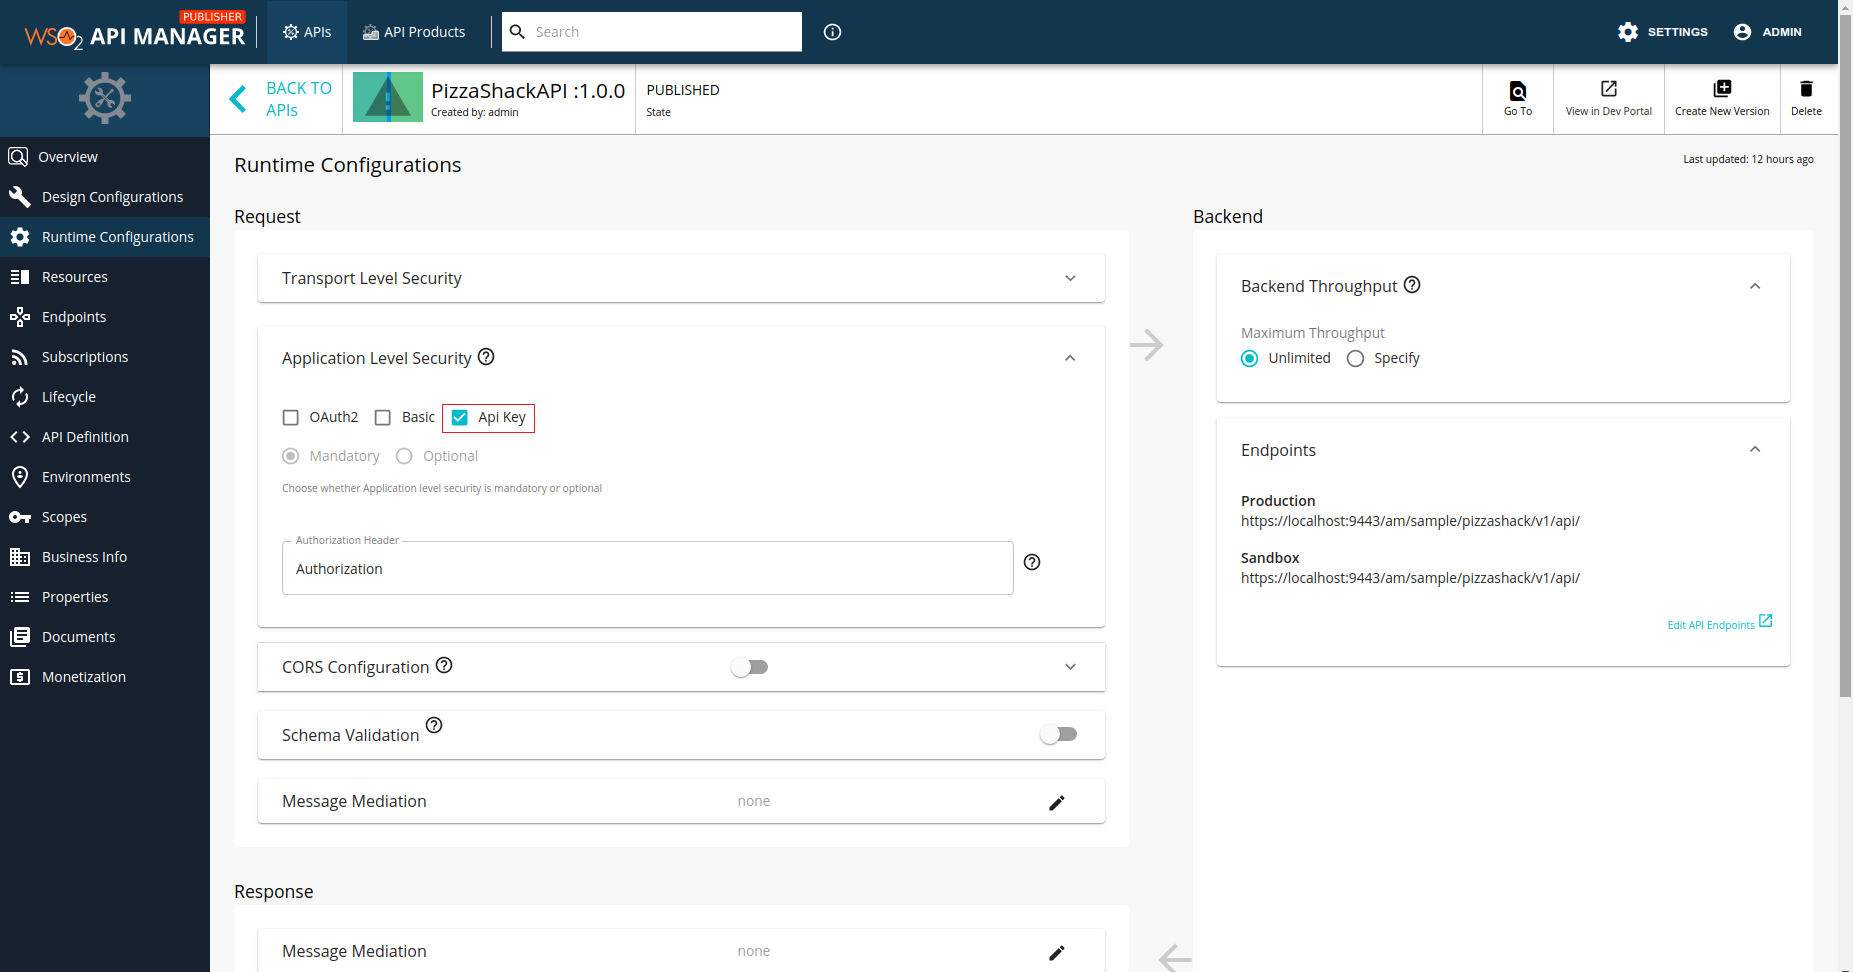 PUBLISHER
WSO2 API MANAGER
APIs
API Products
Search
SETTINGS
ADMIN
BACK TO
APIs
PizzaShackAPI :1.0.0
Created by: admin
PUBLISHED
State
Go To
View in Dev Portal
Create New Version
Delete
Overview
Design Configurations
Runtime Configurations
Resources
Endpoints
Subscriptions
Lifecycle
API Definition
Environments
Scopes
Business Info
Properties
Documents
Monetization
Runtime Configurations
Last updated: 12 hours ago
Request
Transport Level Security
Application Level Security
OAuth2 Basic Api Key
Mandatory Optional
Choose whether Application level security is mandatory or optional
Authorization Header
Authorization
CORS Configuration
Schema Validation
Message Mediation none
Response
Message Mediation none
Backend
Backend Throughput
Maximum Throughput
Unlimited Specify
Endpoints
Production
https://localhost:9443/am/sample/pizzashack/v1/api/
Sandbox
https://localhost:9443/am/sample/pizzashack/v1/api/
Edit API Endpoints